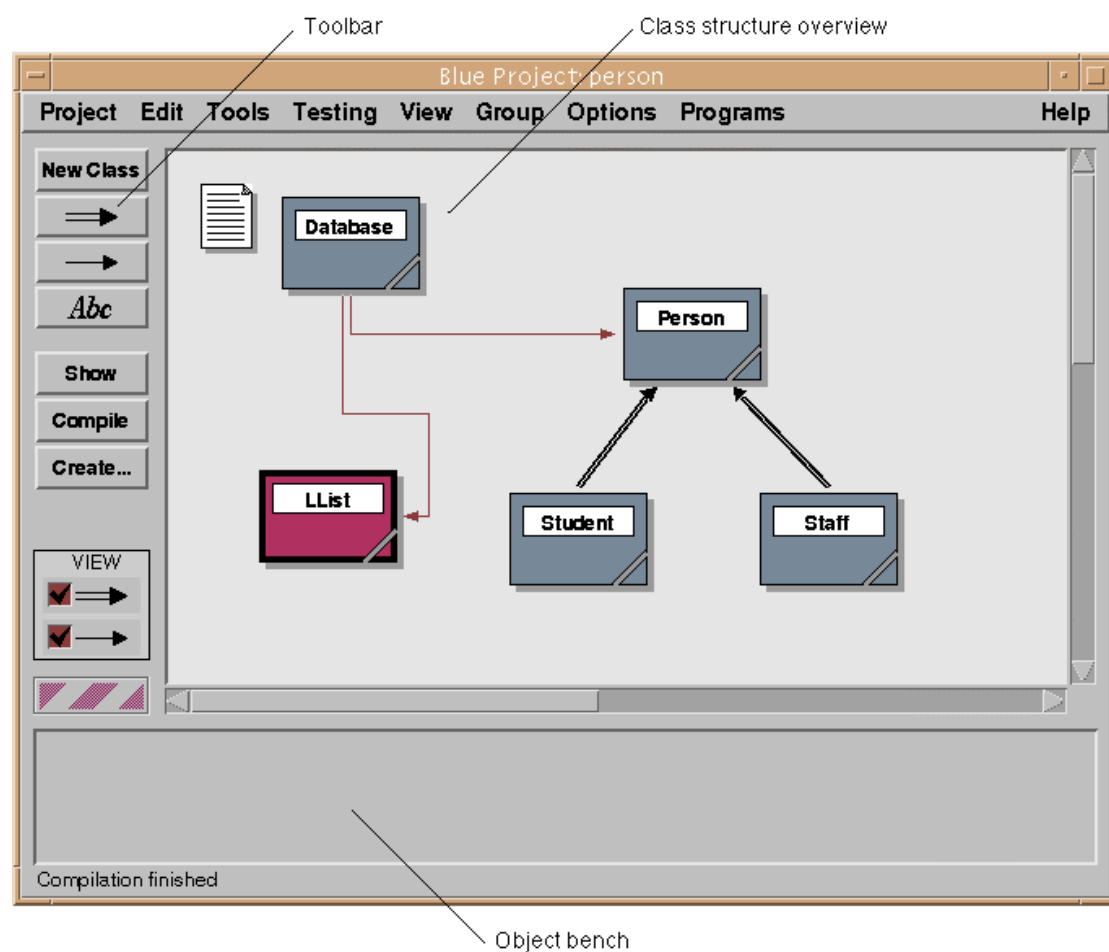 Toolbar
Class structure overview
Blue Project: person
Project Edit Tools Testing View Group Options Programs Help
New Class
Abc
Show
Compile
Create...
VIEW
Database
Person
LList
Student
Staff
Compilation finished
Object bench